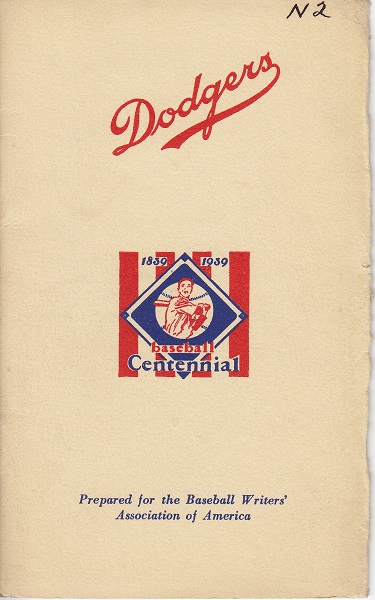 N2
Dodgers
1839 1939
baseball
Centennial
Prepared for the Baseball Writers'
Association of America